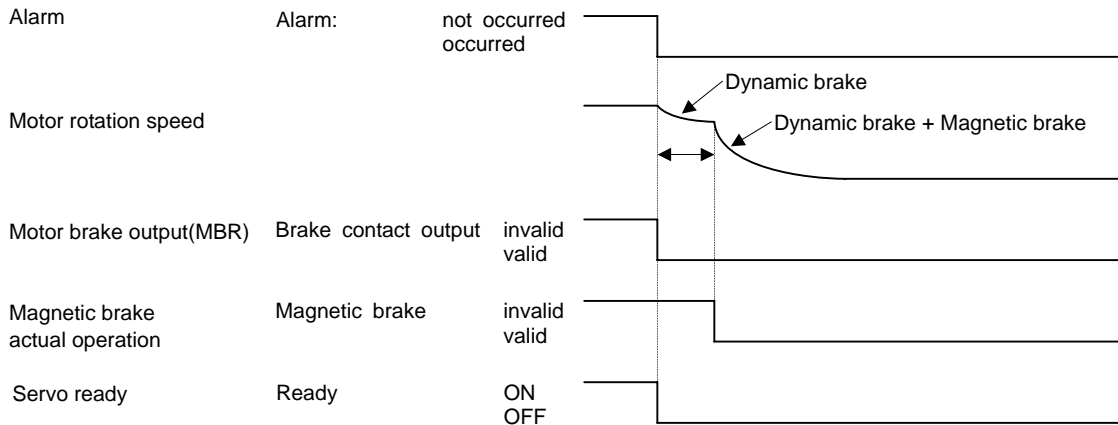 Alarm Alarm: not occurred
occurred
Dynamic brake
Motor rotation speed Dynamic brake + Magnetic brake
Motor brake output(MBR) Brake contact output invalid
valid
Magnetic brake Magnetic brake invalid
actual operation valid
Servo ready Ready ON
OFF